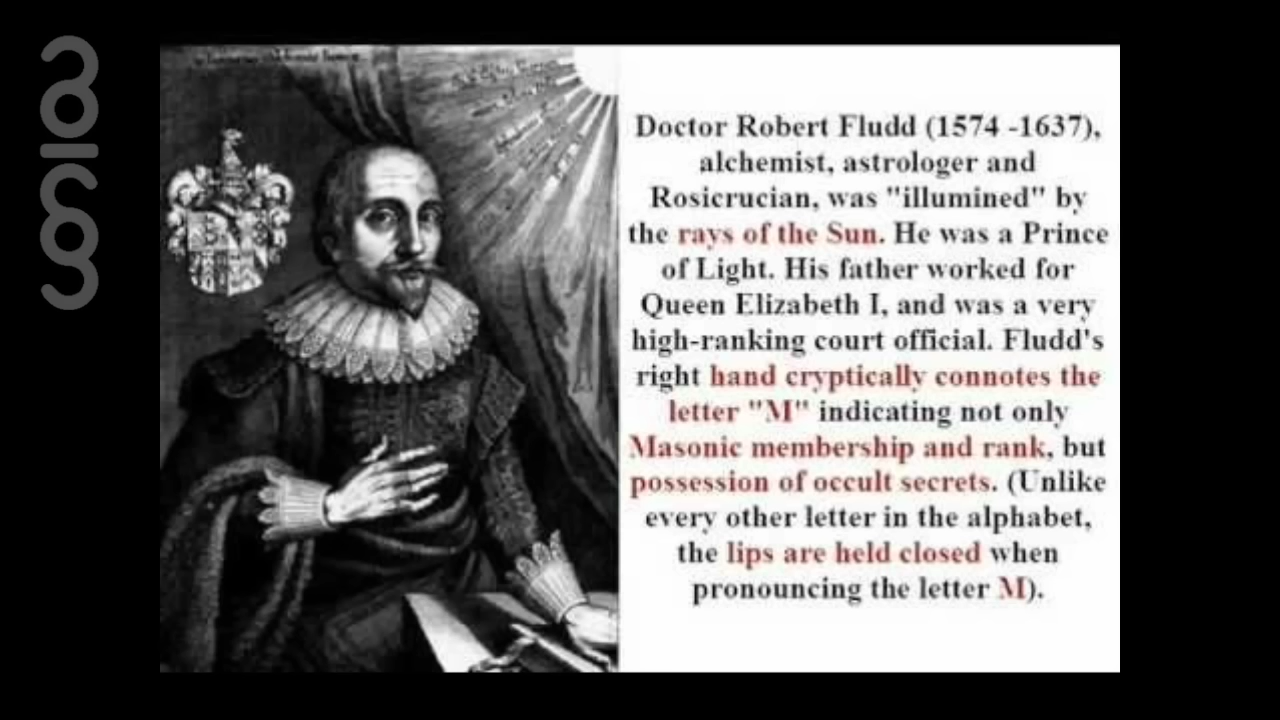 Doctor Robert Fludd (1574 -1637),
alchemist, astrologer and
Rosicrucian, was "illumined" by
the rays of the Sun. He was a Prince
of Light. His father worked for
Queen Elizabeth I, and was a very
high-ranking court official. Fludd's
right hand cryptically connotes the
letter "M" indicating not only
Masonic membership and rank, but
possession of occult secrets. (Unlike
every other letter in the alphabet,
the lips are held closed when
pronouncing the letter M).